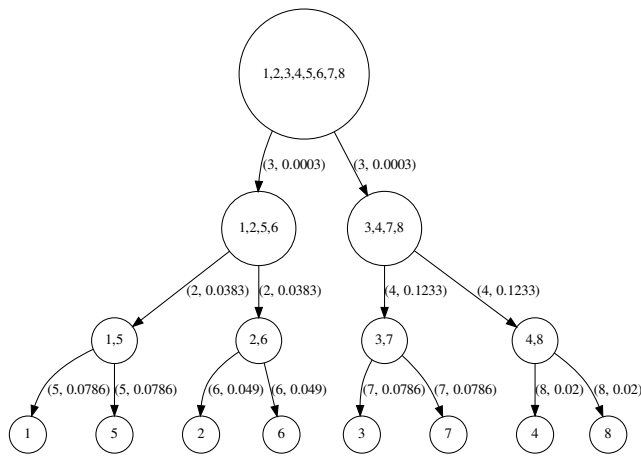 1,2,3,4,5,6,7,8
(3, 0.0003) (3, 0.0003)
1,2,5,6 3,4,7,8
(2, 0.0383) (2, 0.0383) (4, 0.1233) (4, 0.1233)
1,5 2,6 3,7 4,8
(5, 0.0786) (5, 0.0786) (6, 0.049) (6, 0.049) (7, 0.0786) (7, 0.0786) (8, 0.02) (8, 0.02)
1 5 2 6 3 7 4 8